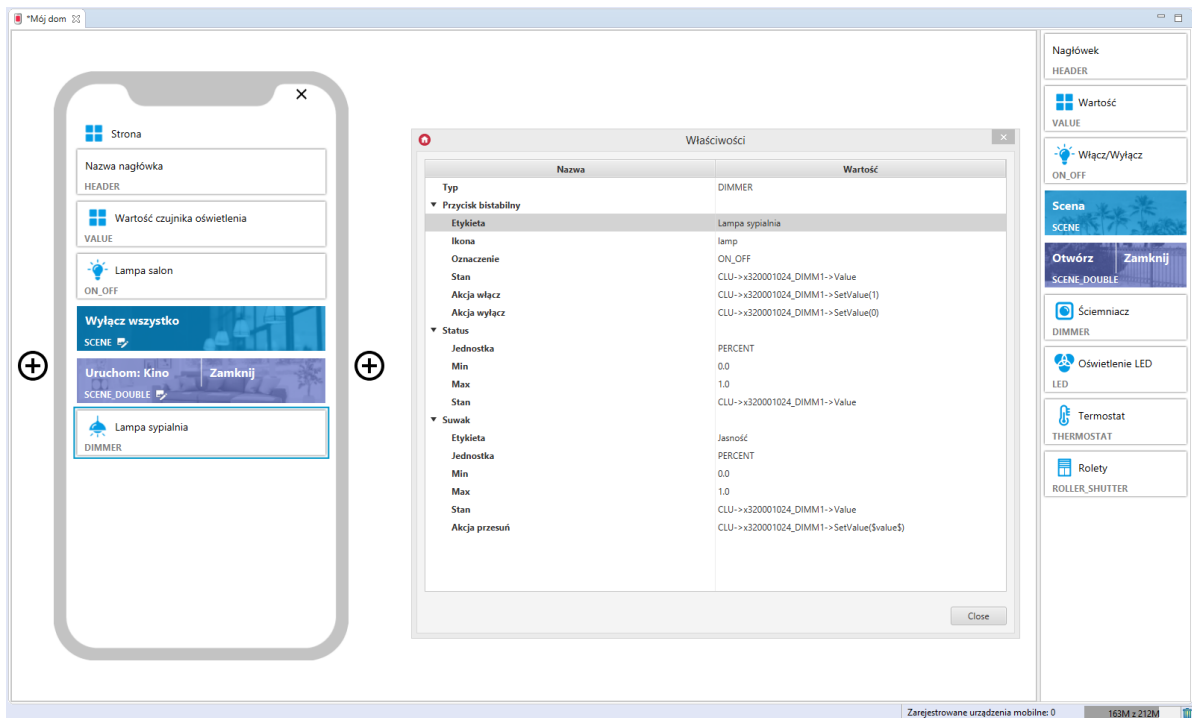 *Mój dom
Strona
Nazwa nagłówka
HEADER
Wartość czujnika oświetlenia
VALUE
Lampa salon
ON_OFF
Wyłącz wszystko
SCENE
Uruchom: Kino Zamknij
SCENE_DOUBLE
Lampa sypialnia
DIMMER
Właściwości
Nazwa Wartość
Typ DIMMER
Przycisk bistabilny
Etykieta Lampa sypialnia
Ikona lamp
Oznaczenie ON_OFF
Stan CLU->x320001024_DIMM1->Value
Akcja włącz CLU->x320001024_DIMM1->SetValue(1)
Akcja wyłącz CLU->x320001024_DIMM1->SetValue(0)
Status
Jednostka PERCENT
Min 0.0
Max 1.0
Stan CLU->x320001024_DIMM1->Value
Suwak
Etykieta Jasność
Jednostka PERCENT
Min 0.0
Max 1.0
Stan CLU->x320001024_DIMM1->Value
Akcja przesuń CLU->x320001024_DIMM1->SetValue($value$)
Close
Nagłówek
HEADER
Wartość
VALUE
Włącz/Wyłącz
ON_OFF
Scena
SCENE
Otwórz Zamknij
SCENE_DOUBLE
Ściemniacz
DIMMER
Oświetlenie LED
LED
Termostat
THERMOSTAT
Rolety
ROLLER_SHUTTER
Zarejestrowane urządzenia mobilne: 0 163M z 212M